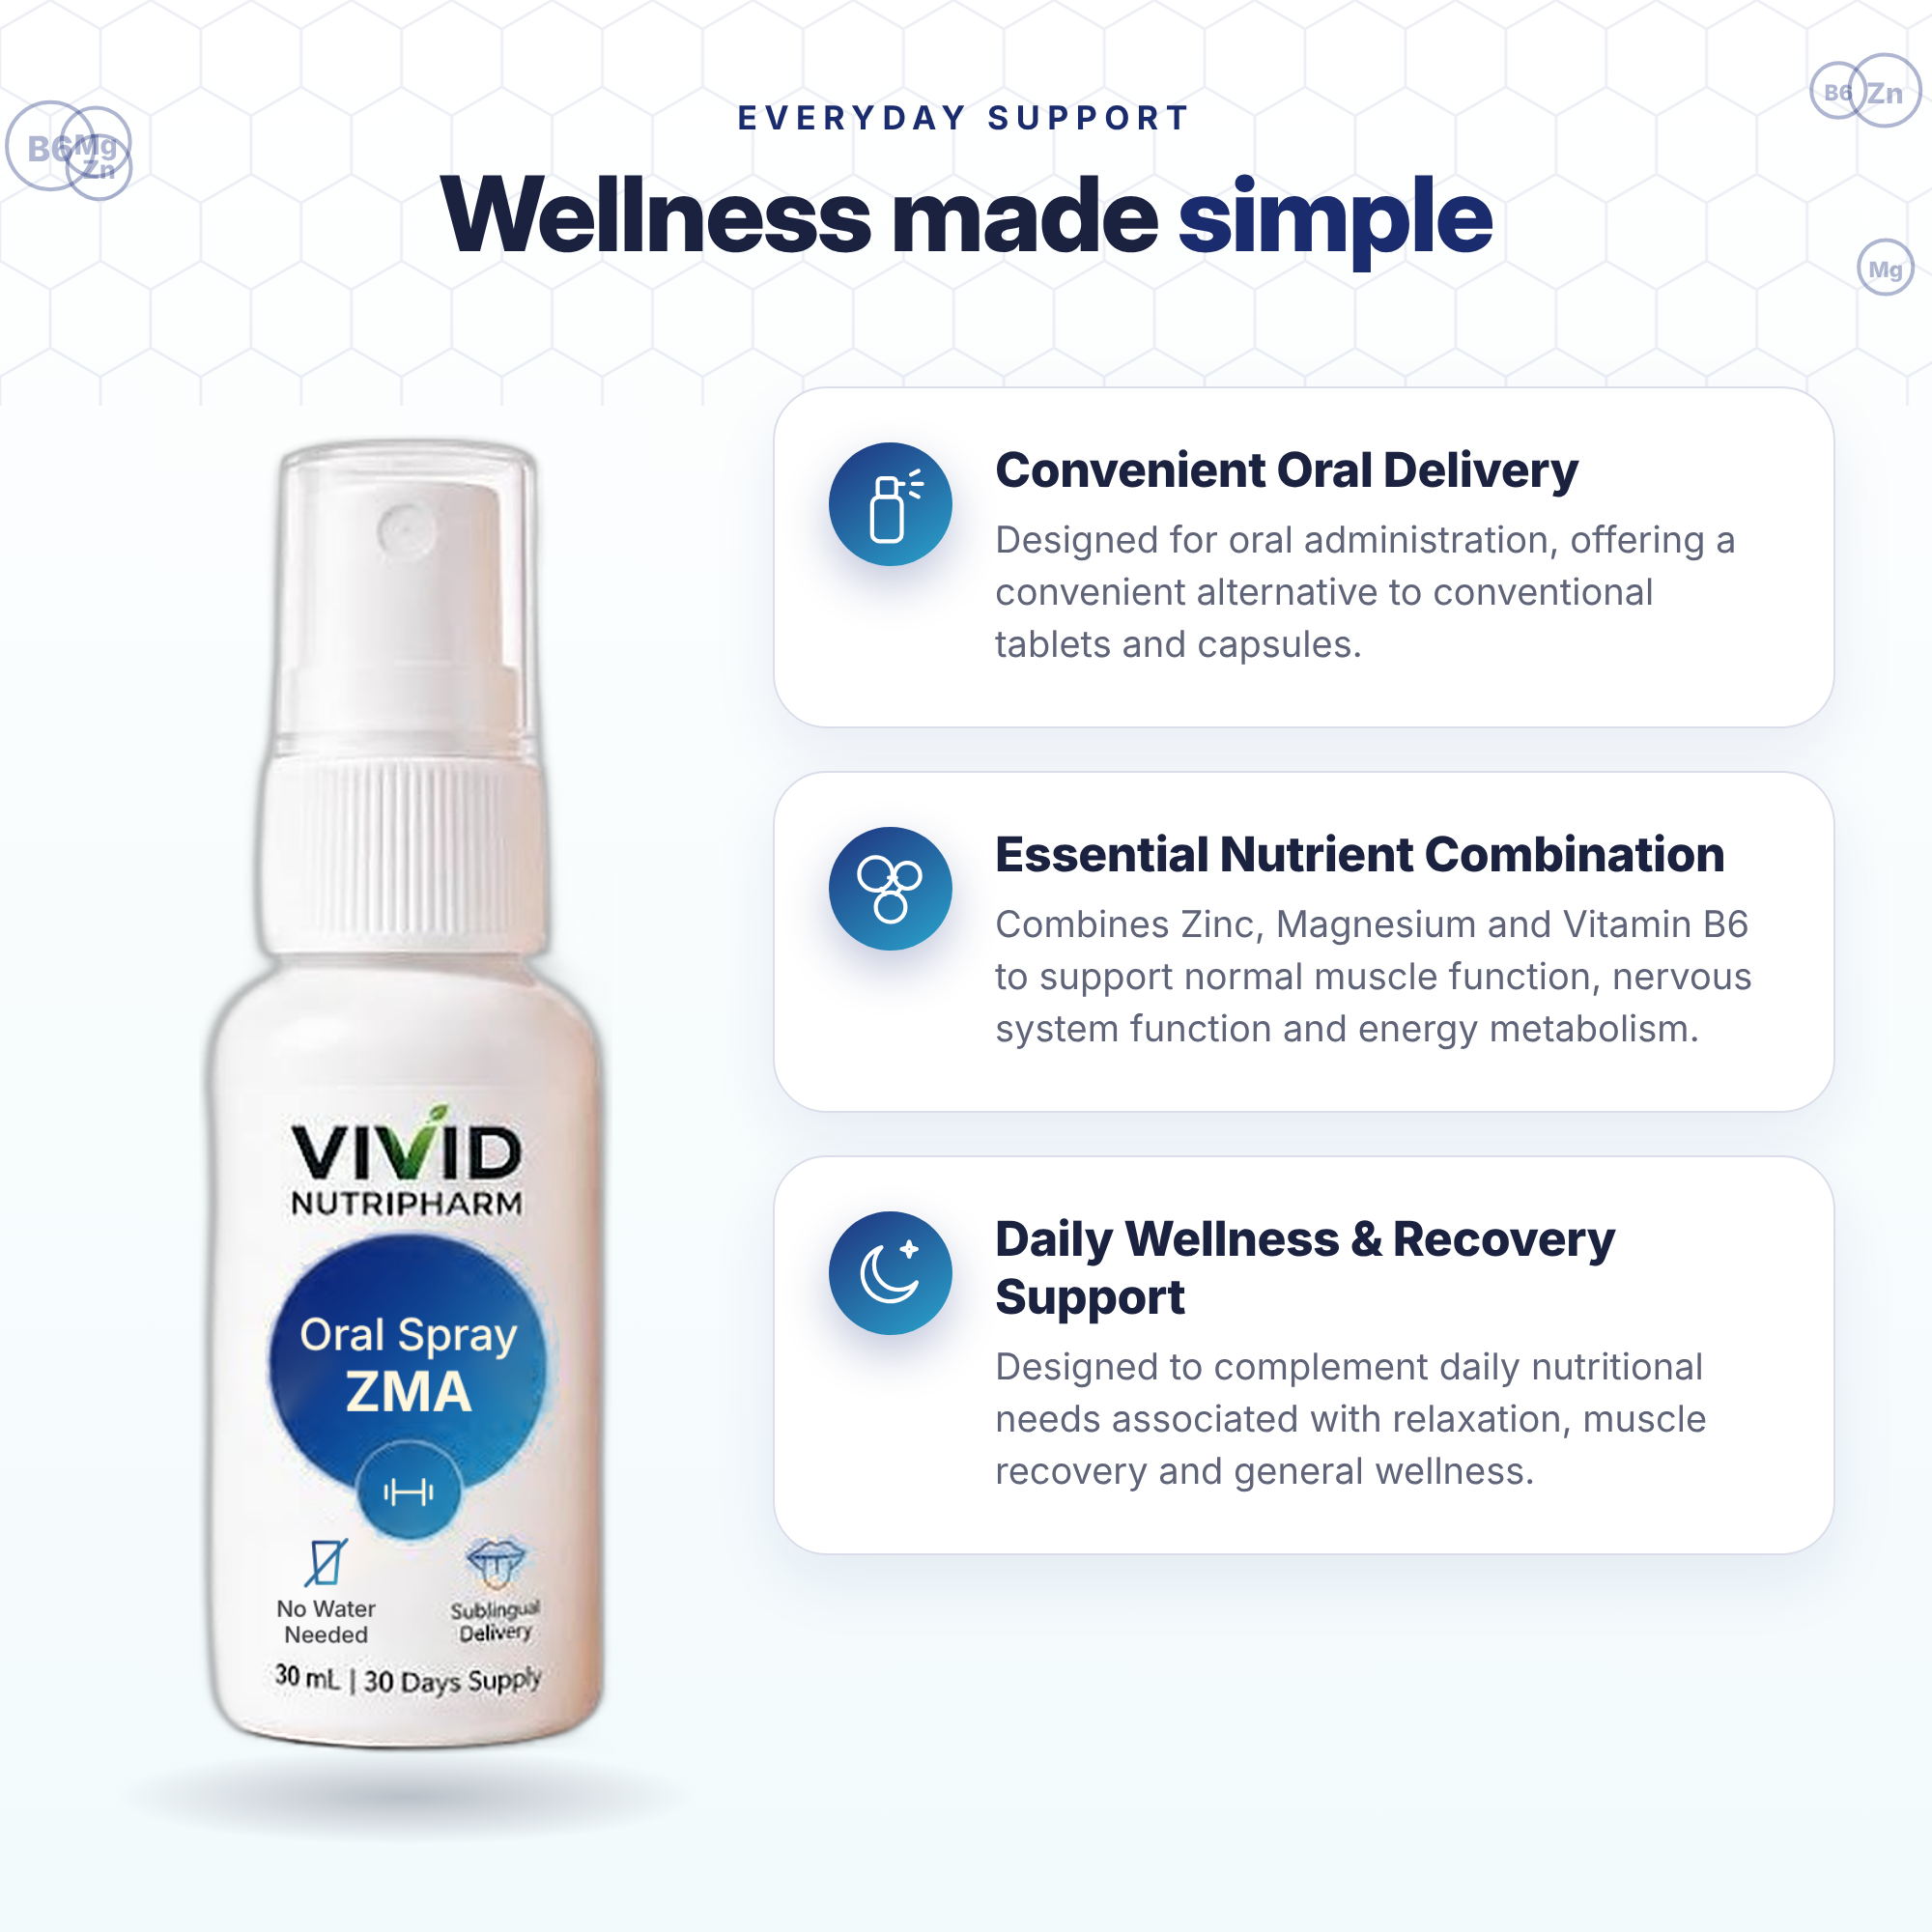 EVERYDAY SUPPORT
Wellness made simple
B6
Mg
Zn
B6
Zn
Mg
Convenient Oral Delivery
Designed for oral administration, offering a
convenient alternative to conventional
tablets and capsules.
Essential Nutrient Combination
Combines Zinc, Magnesium and Vitamin B6
to support normal muscle function, nervous
system function and energy metabolism.
Daily Wellness & Recovery
Support
Designed to complement daily nutritional
needs associated with relaxation, muscle
recovery and general wellness.
VIVID
NUTRIPHARM
Oral Spray
ZMA
No Water
Needed
Sublingual
Delivery
30 mL | 30 Days Supply